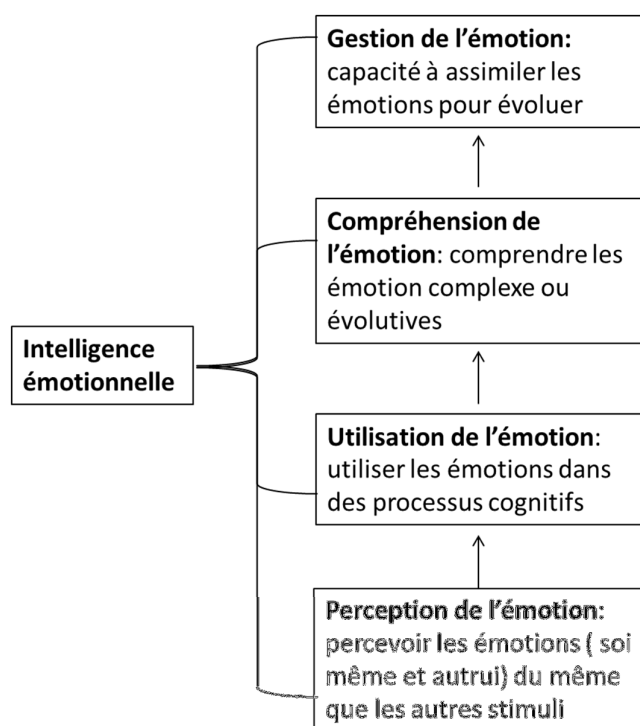 Gestion de l’émotion:
capacité à assimiler les
émotions pour évoluer
Compréhension de
l’émotion: comprendre les
émotion complexe ou
évolutives
Intelligence
émotionnelle
Utilisation de l’émotion:
utiliser les émotions dans
des processus cognitifs
Perception de l’émotion:
percevoir les émotions ( soi
même et autrui) du même
que les autres stimuli